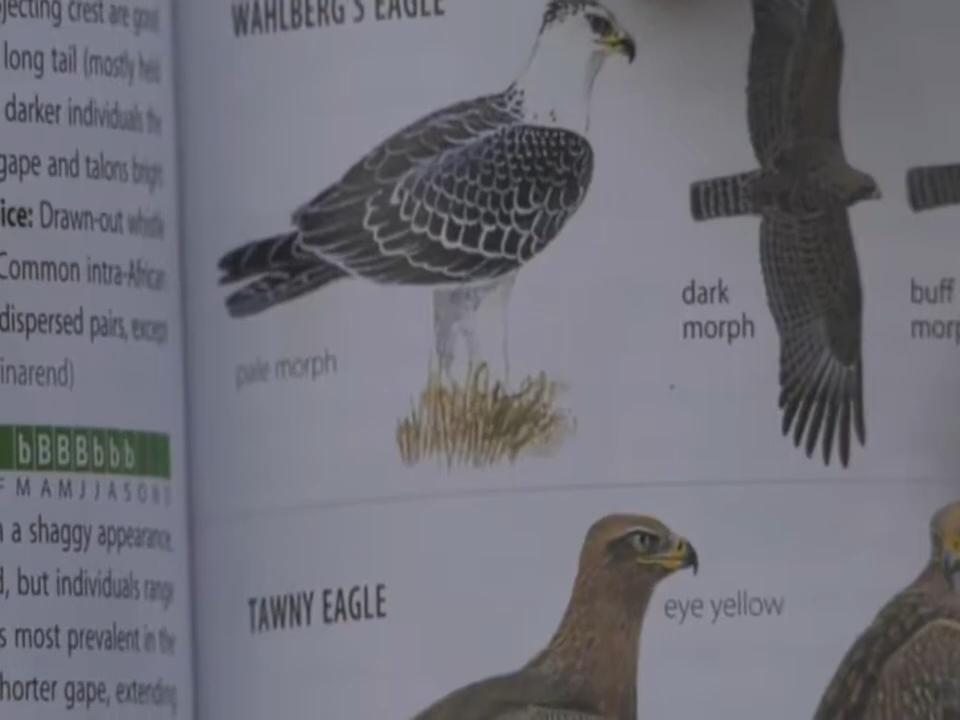 jecting crest are good
long tail (mostly held
darker individuals the
gape and talons bright
ice: Drawn-out whistle
Common intra-African
dispersed pairs, except
inarend)
bBBBbbb
F M A M J J A S O N D
a shaggy appearance,
d, but individuals range
s most prevalent in the
horter gape, extending
WAHLBERG'S EAGLE
pale morph
dark
morph
buff
morp
TAWNY EAGLE
eye yellow